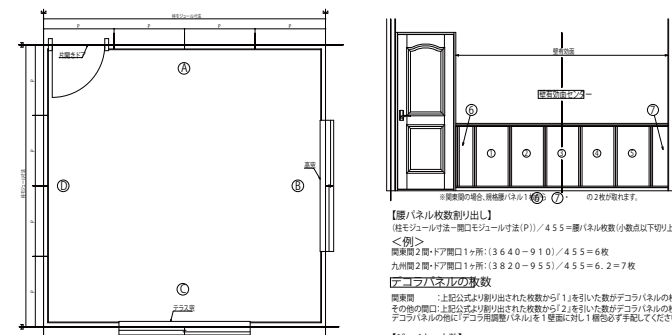 柱モジュール寸法
P P P P
片開きドア
Ⓐ
高窓
Ⓓ Ⓑ
Ⓒ
テラス窓
壁有効面
壁有効面センター
⑥ ⑦
① ② ③ ④ ⑤
※関東間の場合、規格腰パネル1枚から⑥⑦・の2枚が取れます。
【腰パネル枚数割り出し】
(柱モジュール寸法－開口モジュール寸法(P))／455＝腰パネル枚数(小数点以下切り上
＜例＞
関東間2間・ドア開口1ヶ所:(3640－910)／455＝6枚
九州間2間・ドア開口1ヶ所:(3820－955)／455＝6.2＝7枚
デコラパネルの枚数
関東間 :上記公式より割り出された枚数から『1』を引いた数がデコラパネルの枚
その他の間口:上記公式より割り出された枚数から『2』を引いた数がデコラパネルの
デコラパネルの他に『デコラ用調整パネル』を1壁面に対し1梱包必ず手配してくださ